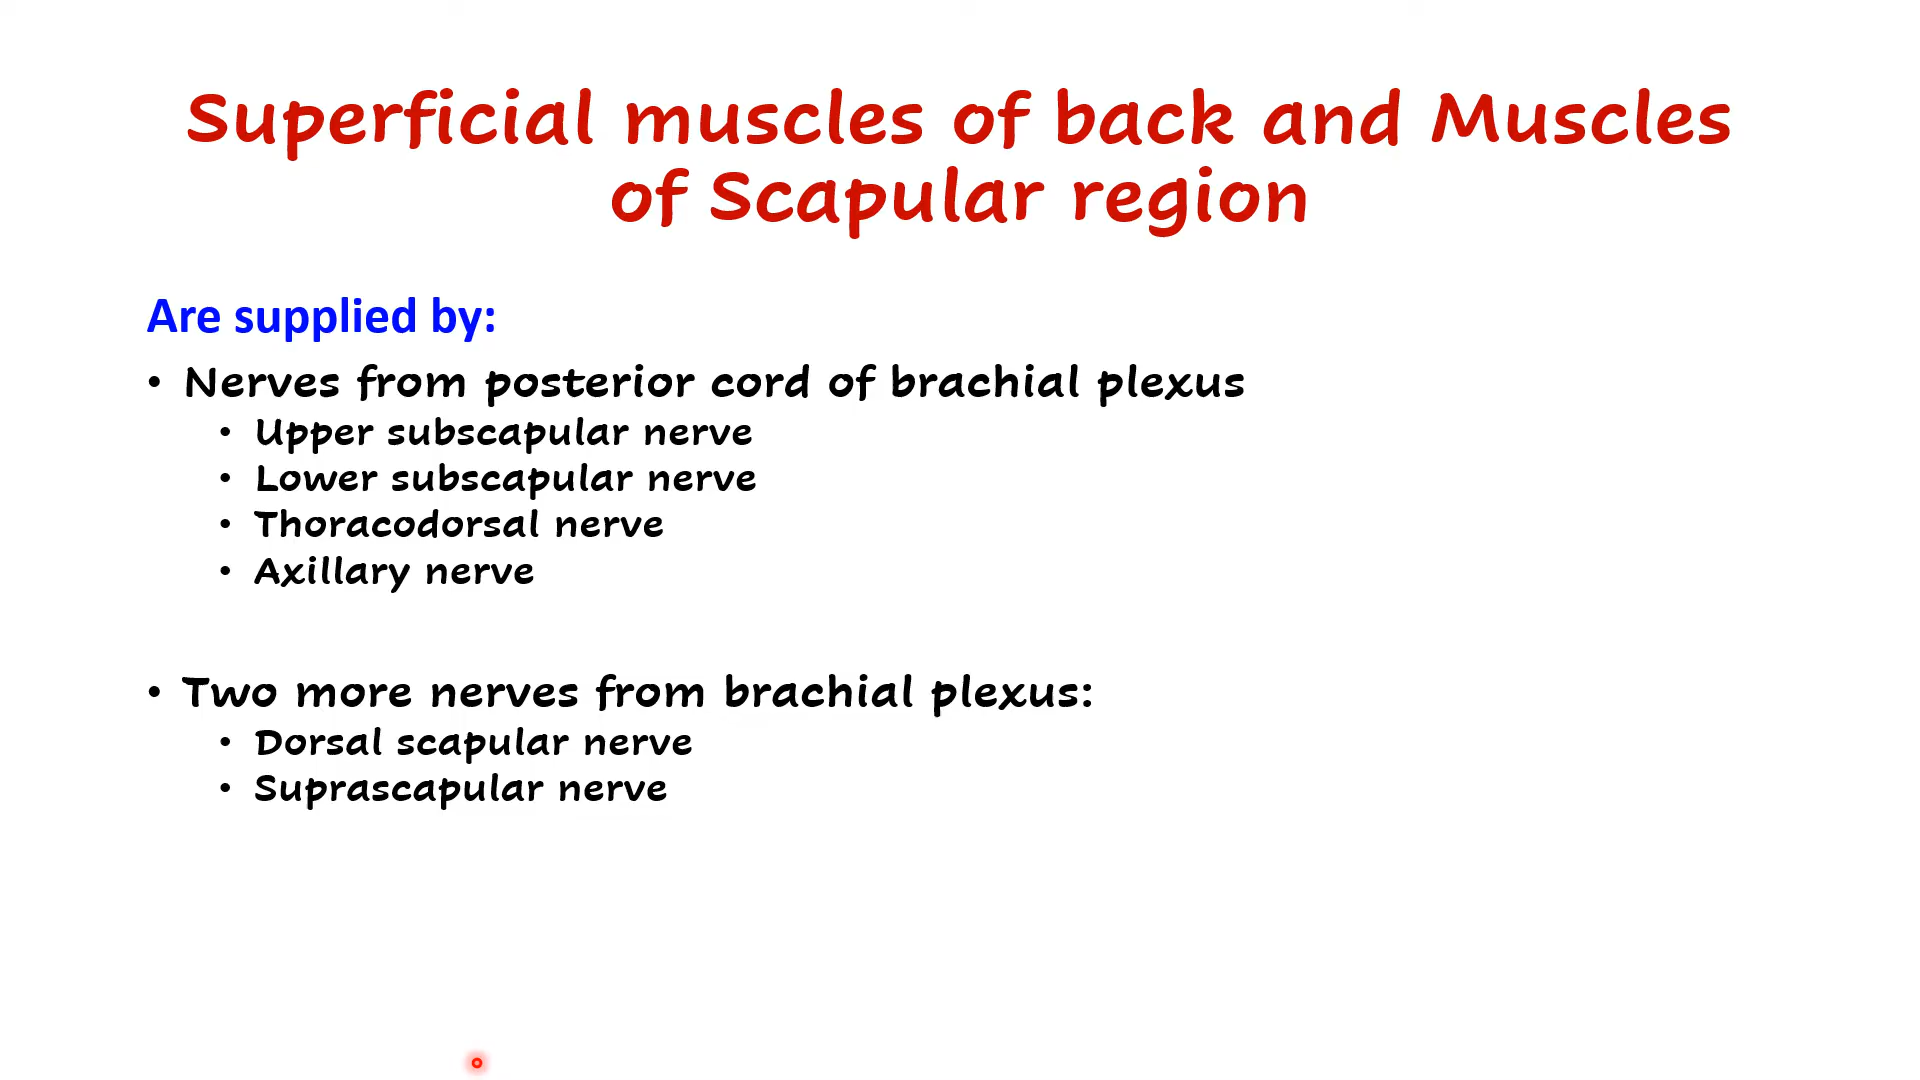 Superficial muscles of back and Muscles
of Scapular region
Are supplied by:
• Nerves from posterior cord of brachial plexus
• Upper subscapular nerve
• Lower subscapular nerve
• Thoracodorsal nerve
• Axillary nerve
• Two more nerves from brachial plexus:
• Dorsal scapular nerve
• Suprascapular nerve